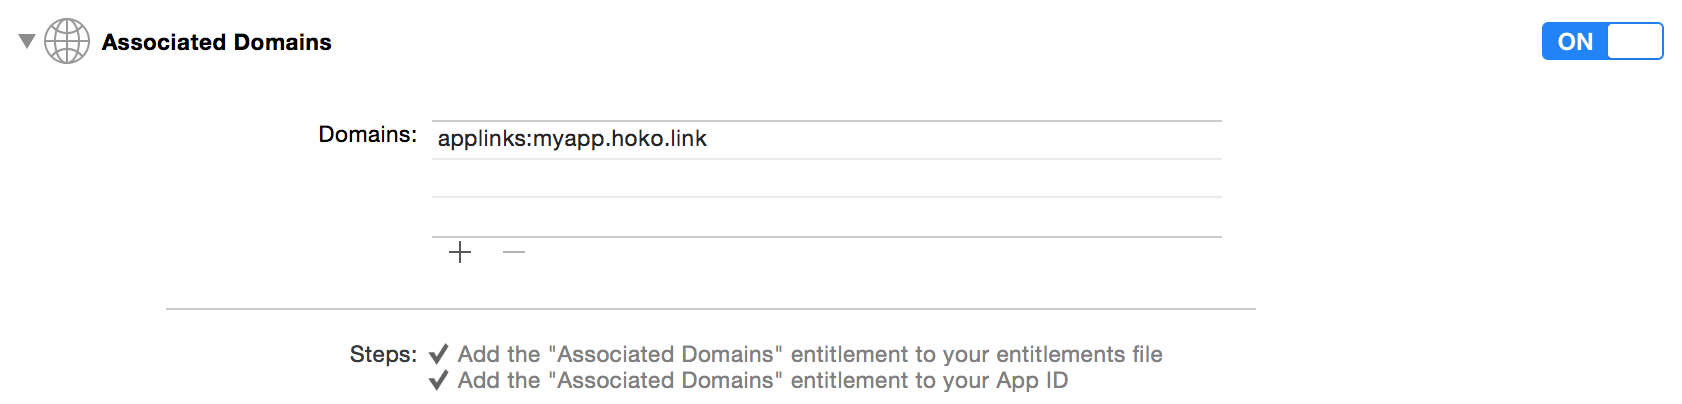 Associated Domains
ON
Domains: applinks:myapp.hoko.link
Steps: ✓ Add the "Associated Domains" entitlement to your entitlements file
✓ Add the "Associated Domains" entitlement to your App ID